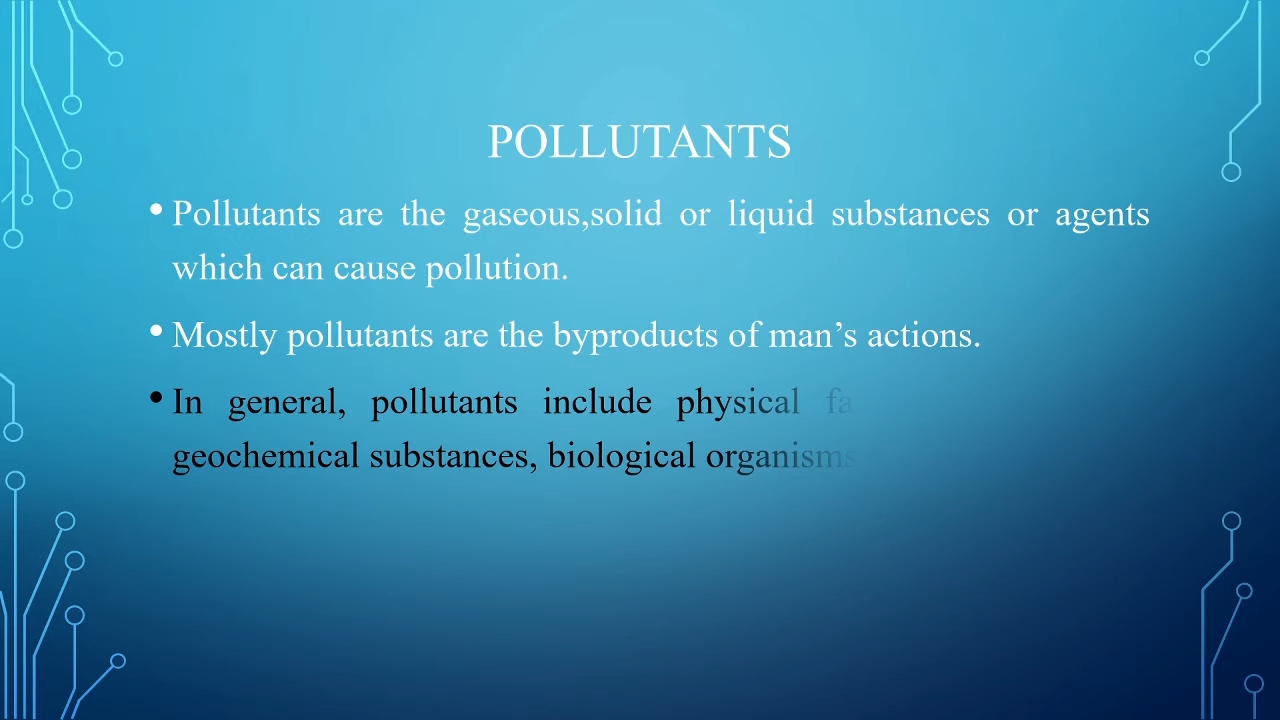 POLLUTANTS
• Pollutants are the gaseous,solid or liquid substances or agents
which can cause pollution.
• Mostly pollutants are the byproducts of man’s actions.
• In general, pollutants include physical
geochemical substances, biological organisms